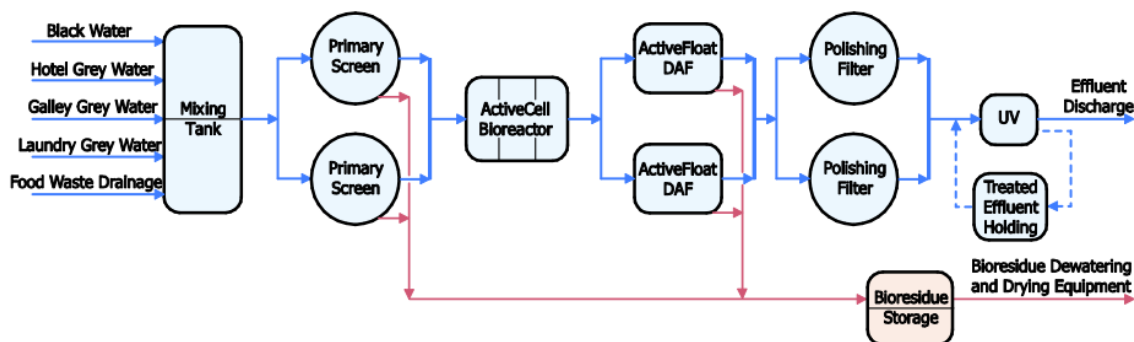 Black Water
Hotel Grey Water
Galley Grey Water
Laundry Grey Water
Food Waste Drainage
Mixing
Tank
Primary
Screen
Primary
Screen
ActiveCell
Bioreactor
ActiveFloat
DAF
ActiveFloat
DAF
Polishing
Filter
Polishing
Filter
UV
Effluent
Discharge
Treated
Effluent
Holding
Bioresidue
Storage
Bioresidue Dewatering
and Drying Equipment